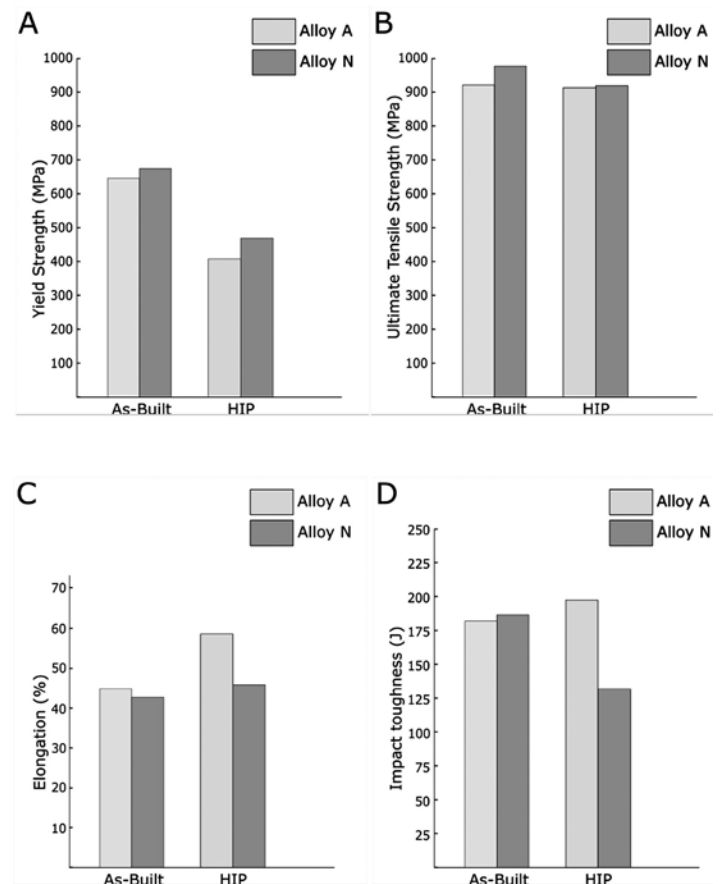 A
Alloy A
Alloy N
Yield Strength (MPa)
1000
900
800
700
600
500
400
300
200
100
As-Built HIP
B
Alloy A
Alloy N
Ultimate Tensile Strength (MPa)
1000
900
800
700
600
500
400
300
200
100
As-Built HIP
C
Alloy A
Alloy N
Elongation (%)
70
60
50
40
30
20
10
As-Built HIP
D
Alloy A
Alloy N
Impact toughness (J)
250
225
200
175
150
125
100
75
50
25
As-Built HIP